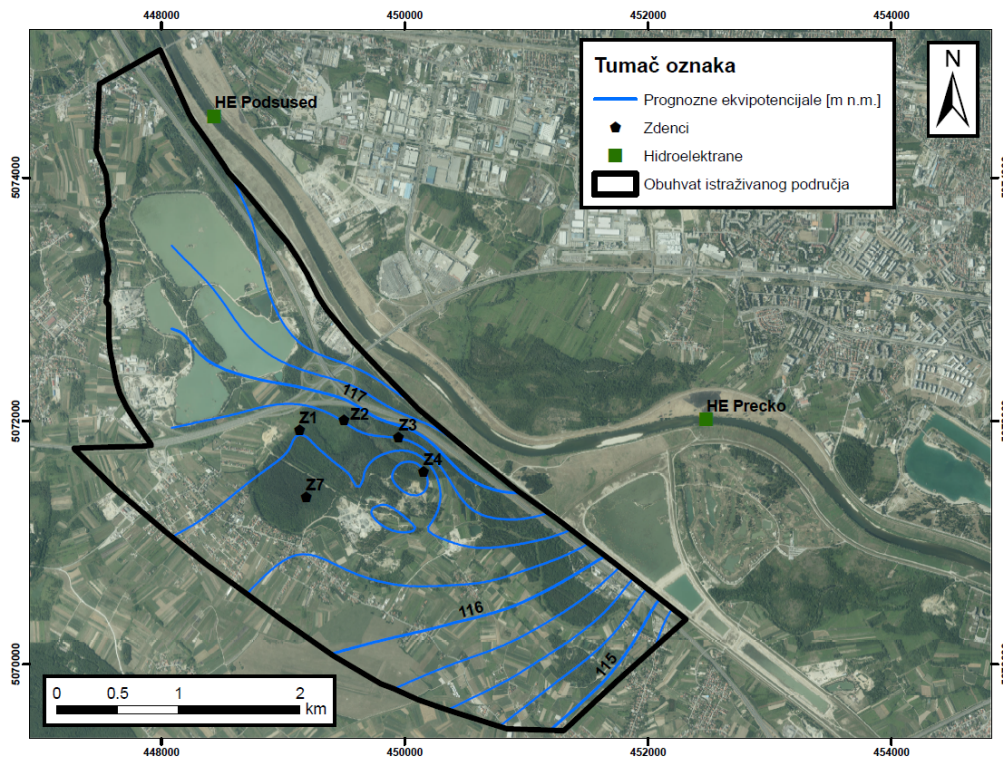 448000
450000
452000
454000
Tumač oznaka
Prognozne ekvipotencijale [m n.m.]
Zdenci
Hidroelektrane
Obuhvat istraživanog područja
N
HE Podsused
5074000
117
HE Precko
5072000
Z1
Z2
Z3
Z4
Z7
116
115
5070000
0
0.5
1
2
km
448000
450000
452000
454000